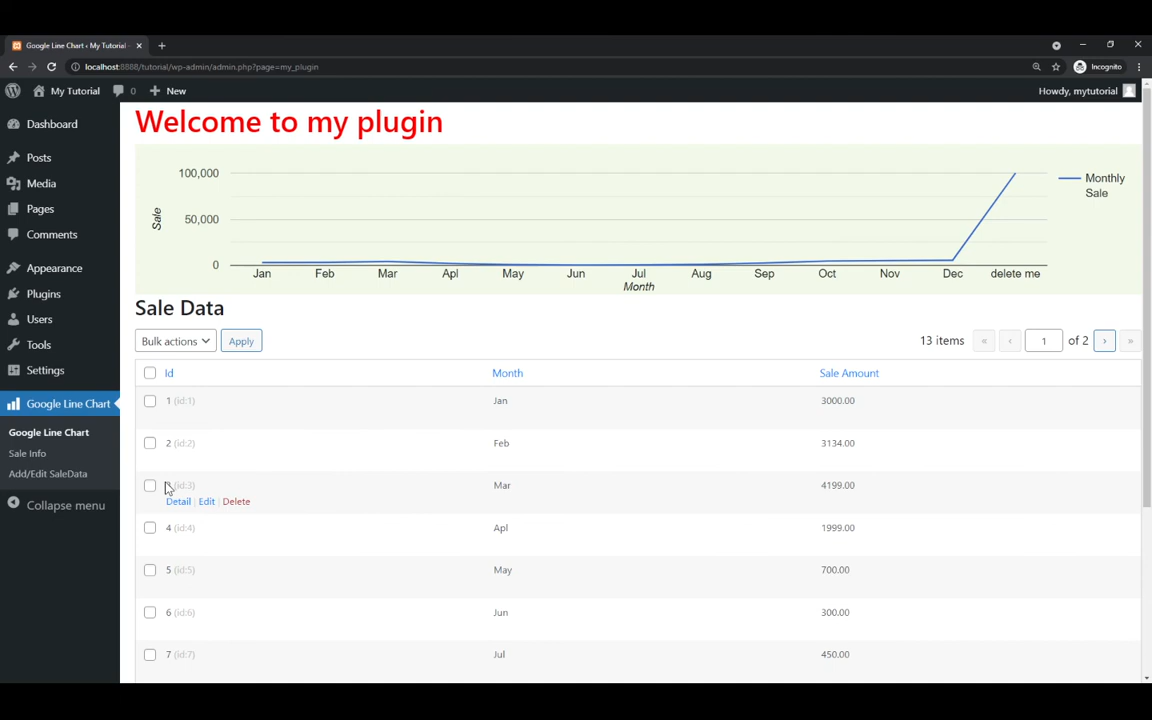 Google Line Chart ‹ My Tutorial
localhost:8888/tutorial/wp-admin/admin.php?page=my_plugin
Incognito
My Tutorial
0
New
Howdy, mytutorial
Dashboard
Posts
Media
Pages
Comments
Appearance
Plugins
Users
Tools
Settings
Google Line Chart
Google Line Chart
Sale Info
Add/Edit SaleData
Collapse menu
Welcome to my plugin
100,000
50,000
0
Sale
Jan Feb Mar Apl May Jun Jul Aug Sep Oct Nov Dec delete me
Month
Monthly
Sale
Sale Data
Bulk actions Apply 13 items « ‹ 1 of 2 › »
Id Month Sale Amount
1 (id:1) Jan 3000.00
2 (id:2) Feb 3134.00
(id:3) Mar 4199.00
Detail | Edit | Delete
4 (id:4) Apl 1999.00
5 (id:5) May 700.00
6 (id:6) Jun 300.00
7 (id:7) Jul 450.00